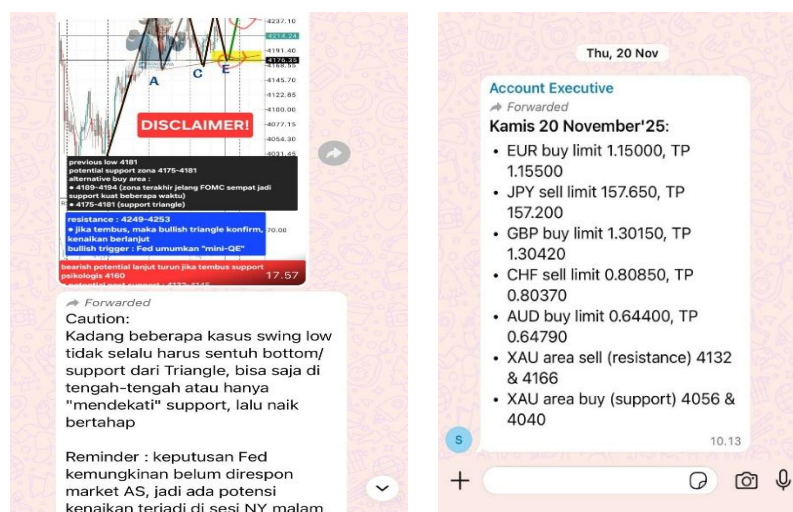 4237.10
4214.24
4191.40
4176.35
4168.55
4145.70
4122.85
4100.00
4077.15
4054.30
4031.45
A
C
E
DISCLAIMER!
previous low 4181
potential support zona 4175-4181
alternative buy area :
• 4189-4194 (zona terakhir jelang FOMC sempat jadi
support kuat beberapa waktu)
• 4175-4181 (support triangle)
resistance : 4249-4253
• jika tembus, maka bullish triangle konfirm,
kenaikan berlanjut
bullish trigger : Fed umumkan "mini-QE"
70.00
bearish potential lanjut turun jika tembus support
psikologis 4160
• potential next support : 4132-4145
17.57
Forwarded
Caution:
Kadang beberapa kasus swing low
tidak selalu harus sentuh bottom/
support dari Triangle, bisa saja di
tengah-tengah atau hanya
"mendekati" support, lalu naik
bertahap
Reminder : keputusan Fed
kemungkinan belum direspon
market AS, jadi ada potensi
kenaikan terjadi di sesi NY malam
Thu, 20 Nov
Account Executive
Forwarded
Kamis 20 November'25:
• EUR buy limit 1.15000, TP
1.15500
• JPY sell limit 157.650, TP
157.200
• GBP buy limit 1.30150, TP
1.30420
• CHF sell limit 0.80850, TP
0.80370
• AUD buy limit 0.64400, TP
0.64790
• XAU area sell (resistance) 4132
& 4166
• XAU area buy (support) 4056 &
4040
10.13
S